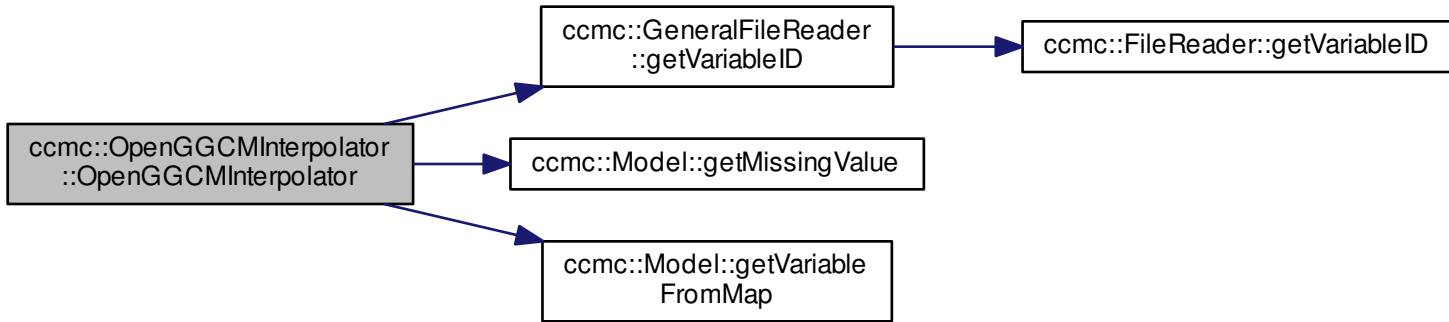 ccmc::OpenGGCMInterpolator
::OpenGGCMInterpolator
ccmc::GeneralFileReader
::getVariableID
ccmc::FileReader::getVariableID
ccmc::Model::getMissingValue
ccmc::Model::getVariable
FromMap